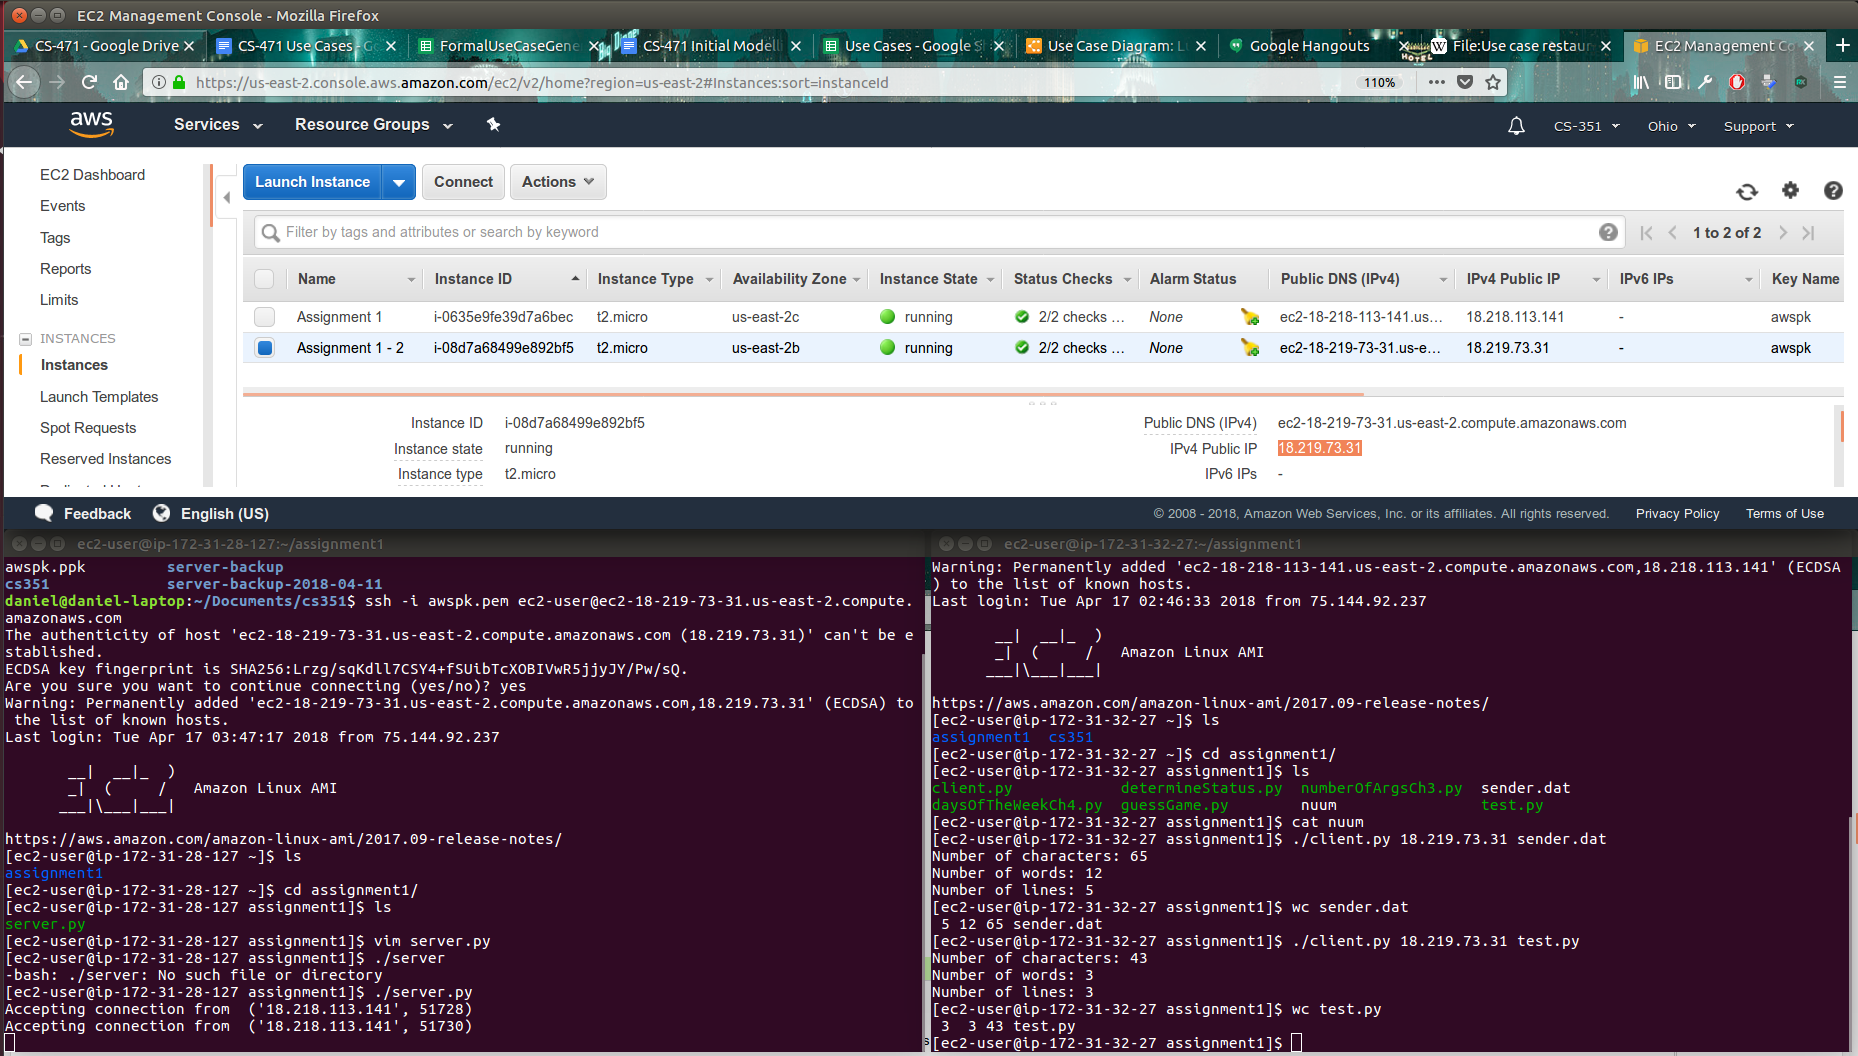 EC2 Management Console - Mozilla Firefox
CS-471 - Google Drive
CS-471 Use Cases - Go
FormalUseCaseGene
CS-471 Initial Modelli
Use Cases - Google S
Use Case Diagram: L
Google Hangouts
File:Use case restaur
EC2 Management Co
https://us-east-2.console.aws.amazon.com/ec2/v2/home?region=us-east-2#Instances:sort=instanceId
110%
aws
Services
Resource Groups
CS-351
Ohio
Support
EC2 Dashboard
Events
Tags
Reports
Limits
INSTANCES
Instances
Launch Templates
Spot Requests
Reserved Instances
Launch Instance
Connect
Actions
Filter by tags and attributes or search by keyword
1 to 2 of 2
Name Instance ID Instance Type Availability Zone Instance State Status Checks Alarm Status Public DNS (IPv4) IPv4 Public IP IPv6 IPs Key Name
Assignment 1 i-0635e9fe39d7a6bec t2.micro us-east-2c running 2/2 checks ... None ec2-18-218-113-141.us... 18.218.113.141 - awspk
Assignment 1 - 2 i-08d7a68499e892bf5 t2.micro us-east-2b running 2/2 checks ... None ec2-18-219-73-31.us-e... 18.219.73.31 - awspk
Instance ID i-08d7a68499e892bf5
Instance state running
Instance type t2.micro
Public DNS (IPv4) ec2-18-219-73-31.us-east-2.compute.amazonaws.com
IPv4 Public IP 18.219.73.31
IPv6 IPs -
Feedback
English (US)
© 2008 - 2018, Amazon Web Services, Inc. or its affiliates. All rights reserved.
Privacy Policy
Terms of Use
ec2-user@ip-172-31-28-127:~/assignment1
awspk.ppk server-backup
cs351 server-backup-2018-04-11
daniel@daniel-laptop:~/Documents/cs351$ ssh -i awspk.pem ec2-user@ec2-18-219-73-31.us-east-2.compute.
amazonaws.com
The authenticity of host 'ec2-18-219-73-31.us-east-2.compute.amazonaws.com (18.219.73.31)' can't be e
stablished.
ECDSA key fingerprint is SHA256:Lrzg/sqKdll7CSY4+fSUibTcXOBIVwR5jjyJY/Pw/sQ.
Are you sure you want to continue connecting (yes/no)? yes
Warning: Permanently added 'ec2-18-219-73-31.us-east-2.compute.amazonaws.com,18.219.73.31' (ECDSA) to
 the list of known hosts.
Last login: Tue Apr 17 03:47:17 2018 from 75.144.92.237
       __|  __|_  )
       _|  (     /   Amazon Linux AMI
      ___|\___|___|
https://aws.amazon.com/amazon-linux-ami/2017.09-release-notes/
[ec2-user@ip-172-31-28-127 ~]$ ls
assignment1
[ec2-user@ip-172-31-28-127 ~]$ cd assignment1/
[ec2-user@ip-172-31-28-127 assignment1]$ ls
server.py
[ec2-user@ip-172-31-28-127 assignment1]$ vim server.py
[ec2-user@ip-172-31-28-127 assignment1]$ ./server
-bash: ./server: No such file or directory
[ec2-user@ip-172-31-28-127 assignment1]$ ./server.py
Accepting connection from  ('18.218.113.141', 51728)
Accepting connection from  ('18.218.113.141', 51730)
ec2-user@ip-172-31-32-27:~/assignment1
Warning: Permanently added 'ec2-18-218-113-141.us-east-2.compute.amazonaws.com,18.218.113.141' (ECDSA
) to the list of known hosts.
Last login: Tue Apr 17 02:46:33 2018 from 75.144.92.237
       __|  __|_  )
       _|  (     /   Amazon Linux AMI
      ___|\___|___|
https://aws.amazon.com/amazon-linux-ami/2017.09-release-notes/
[ec2-user@ip-172-31-32-27 ~]$ ls
assignment1  cs351
[ec2-user@ip-172-31-32-27 ~]$ cd assignment1/
[ec2-user@ip-172-31-32-27 assignment1]$ ls
client.py determineStatus.py numberOfArgsCh3.py sender.dat
daysOfTheWeekCh4.py guessGame.py nuum test.py
[ec2-user@ip-172-31-32-27 assignment1]$ cat nuum
[ec2-user@ip-172-31-32-27 assignment1]$ ./client.py 18.219.73.31 sender.dat
Number of characters: 65
Number of words: 12
Number of lines: 5
[ec2-user@ip-172-31-32-27 assignment1]$ wc sender.dat
 5 12 65 sender.dat
[ec2-user@ip-172-31-32-27 assignment1]$ ./client.py 18.219.73.31 test.py
Number of characters: 43
Number of words: 3
Number of lines: 3
[ec2-user@ip-172-31-32-27 assignment1]$ wc test.py
 3  3 43 test.py
[ec2-user@ip-172-31-32-27 assignment1]$